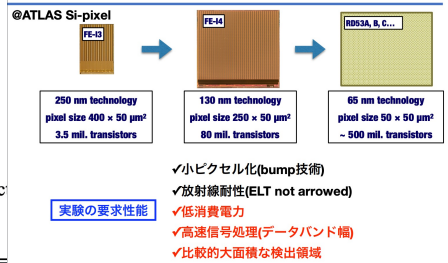 @ATLAS Si-pixel
FE-I3
FE-I4
RD53A, B, C...
250 nm technology
pixel size 400 × 50 μm²
3.5 mil. transistors
130 nm technology
pixel size 250 × 50 μm²
80 mil. transistors
65 nm technology
pixel size 50 × 50 μm²
~ 500 mil. transistors
実験の要求性能
✓小ピクセル化(bump技術)
✓放射線耐性(ELT not arrowed)
✓低消費電力
✓高速信号処理(データバンド幅)
✓比較的大面積な検出領域